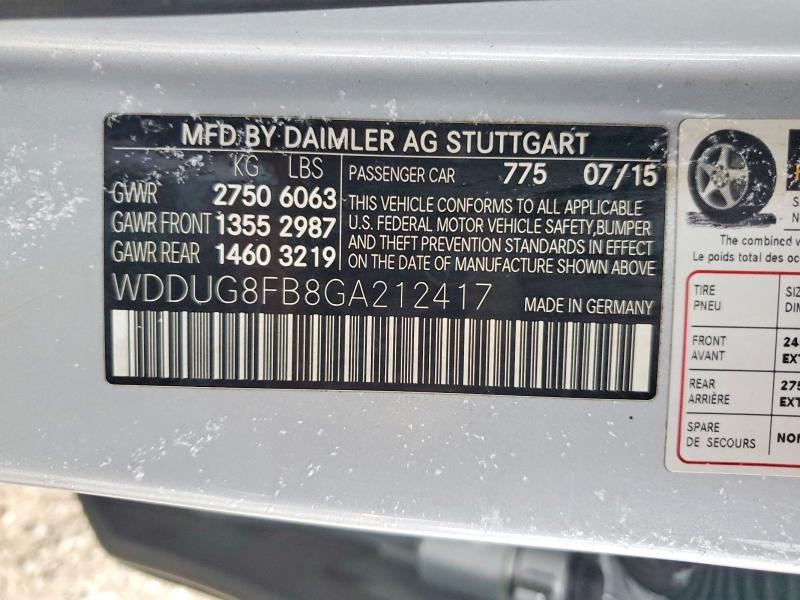 MFD BY DAIMLER AG STUTTGART
KG LBS
GVWR 2750 6063
GAWR FRONT 1355 2987
GAWR REAR 1460 3219
PASSENGER CAR 775 07/15
THIS VEHICLE CONFORMS TO ALL APPLICABLE
U.S. FEDERAL MOTOR VEHICLE SAFETY,BUMPER
AND THEFT PREVENTION STANDARDS IN EFFECT
ON THE DATE OF MANUFACTURE SHOWN ABOVE
WDDUG8FB8GA212417 MADE IN GERMANY
The combined
Le poids total des
TIRE
PNEU
FRONT
AVANT
REAR
ARRIÈRE
275
SPARE
DE SECOURS